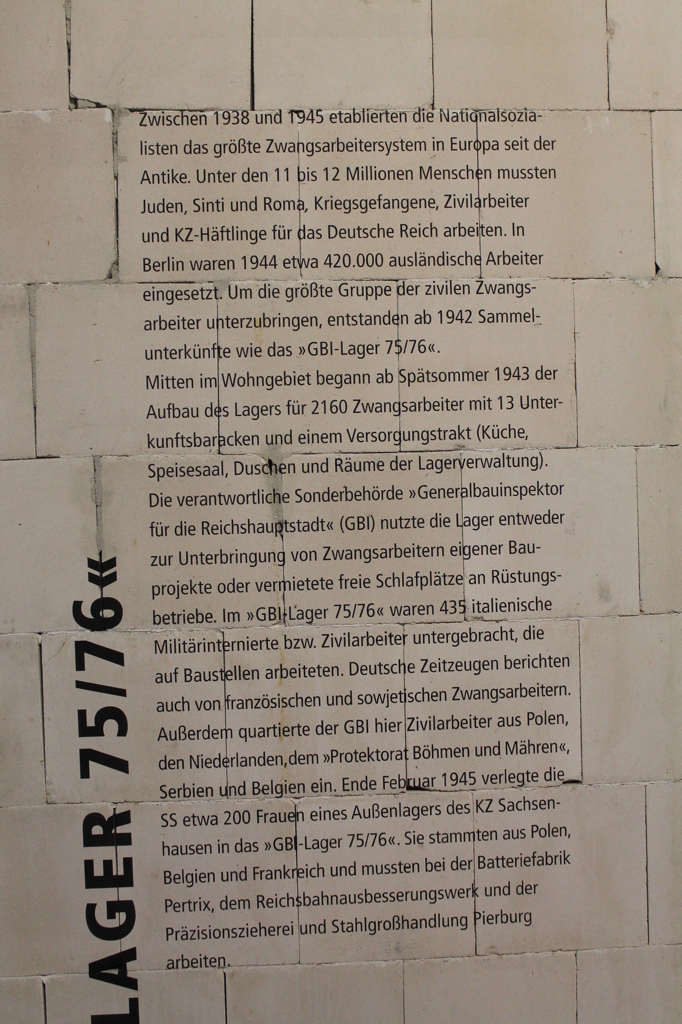 Zwischen 1938 und 1945 etablierten die Nationalsozia-
listen das größte Zwangsarbeitersystem in Europa seit der
Antike. Unter den 11 bis 12 Millionen Menschen mussten
Juden, Sinti und Roma, Kriegsgefangene, Zivilarbeiter
und KZ-Häftlinge für das Deutsche Reich arbeiten. In
Berlin waren 1944 etwa 420.000 ausländische Arbeiter
eingesetzt. Um die größte Gruppe der zivilen Zwangs-
arbeiter unterzubringen, entstanden ab 1942 Sammel-
unterkünfte wie das »GBI-Lager 75/76«.
Mitten im Wohngebiet begann ab Spätsommer 1943 der
Aufbau des Lagers für 2160 Zwangsarbeiter mit 13 Unter-
kunftsbaracken und einem Versorgungstrakt (Küche,
Speisesaal, Duschen und Räume der Lagerverwaltung).
Die verantwortliche Sonderbehörde »Generalbauinspektor
für die Reichshauptstadt« (GBI) nutzte die Lager entweder
zur Unterbringung von Zwangsarbeitern eigener Bau-
projekte oder vermietete freie Schlafplätze an Rüstungs-
betriebe. Im »GBI-Lager 75/76« waren 435 italienische
Militärinternierte bzw. Zivilarbeiter untergebracht, die
auf Baustellen arbeiteten. Deutsche Zeitzeugen berichten
auch von französischen und sowjetischen Zwangsarbeitern.
Außerdem quartierte der GBI hier Zivilarbeiter aus Polen,
den Niederlanden,dem »Protektorat Böhmen und Mähren«,
Serbien und Belgien ein. Ende Februar 1945 verlegte die
SS etwa 200 Frauen eines Außenlagers des KZ Sachsen-
hausen in das »GBI-Lager 75/76«. Sie stammten aus Polen,
Belgien und Frankreich und mussten bei der Batteriefabrik
Pertrix, dem Reichsbahnausbesserungswerk und der
Präzisionszieherei und Stahlgroßhandlung Pierburg
arbeiten.
LAGER 75/76«